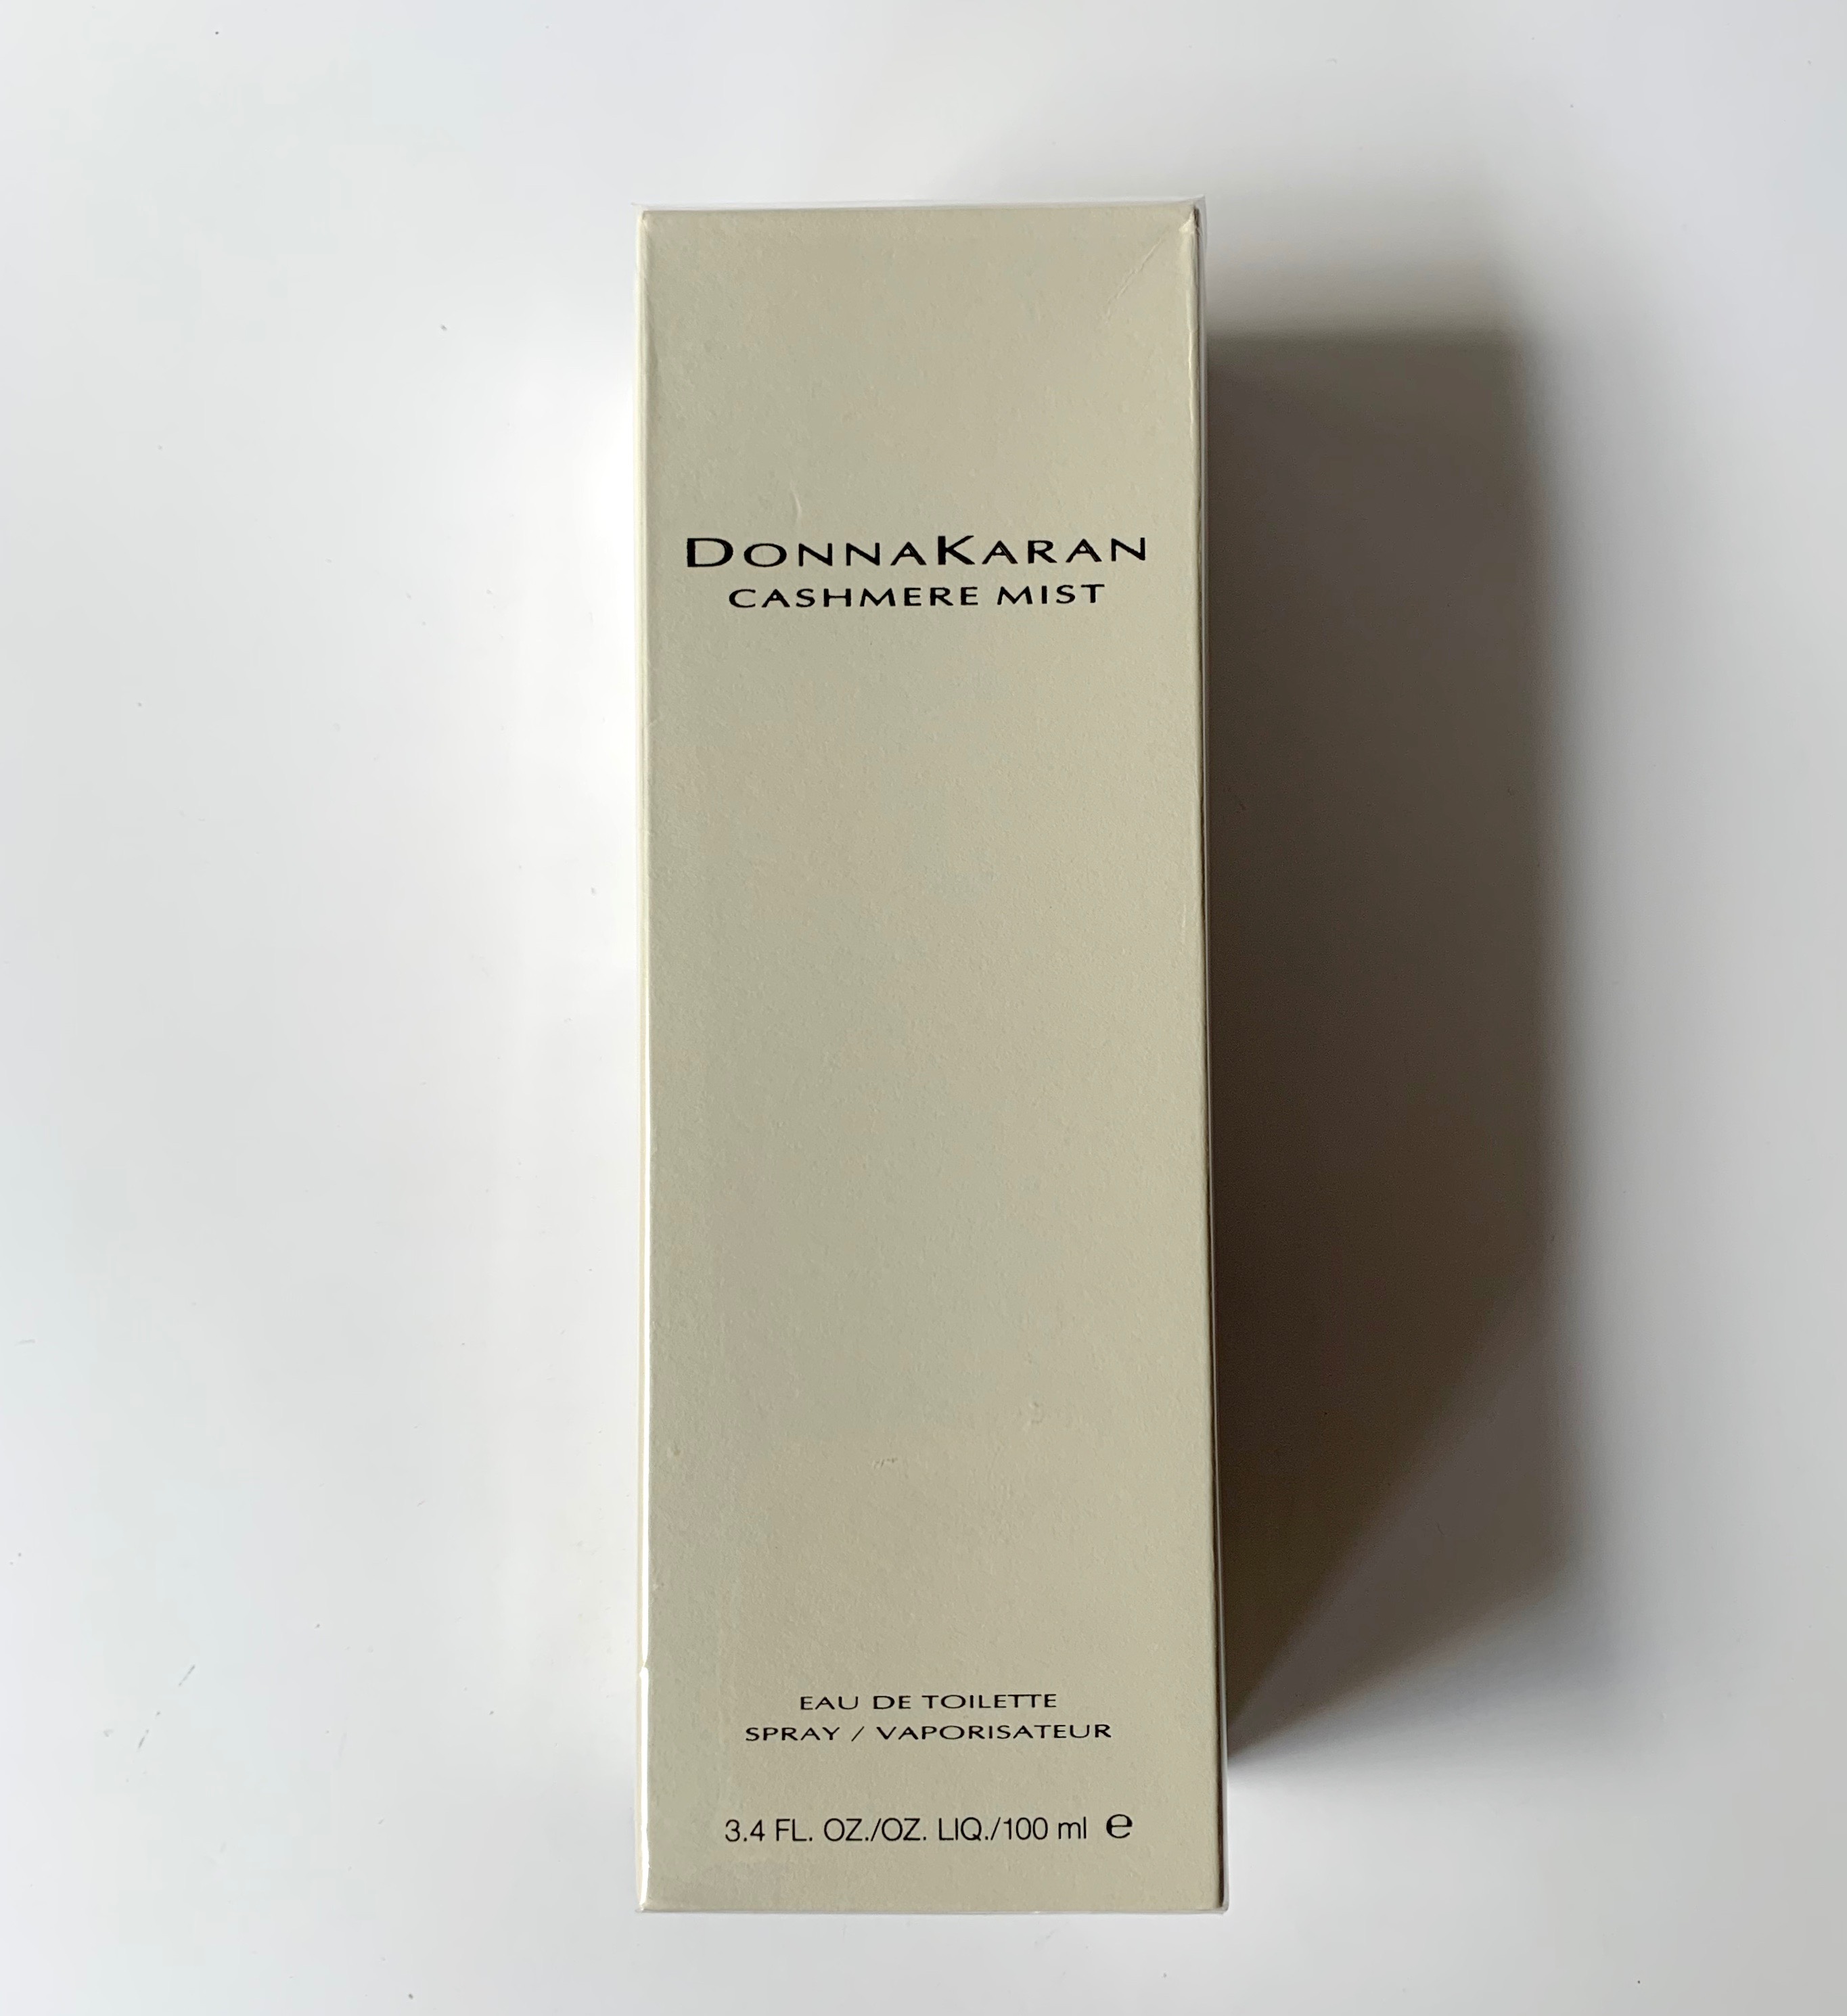 DONNAKARAN
CASHMERE MIST
EAU DE TOILETTE
SPRAY / VAPORISATEUR
3.4 FL. OZ./OZ. LIQ./100 ml ℮